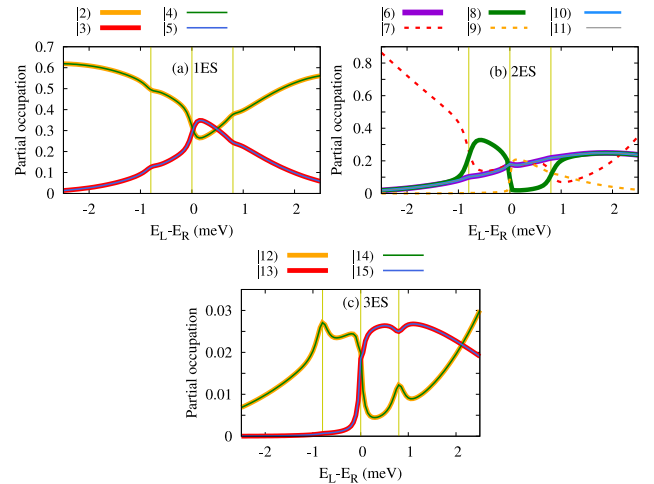 |2) |4)
|3) |5)
(a) 1ES
Partial occupation
0.7
0.6
0.5
0.4
0.3
0.2
0.1
0
-2 -1 0 1 2
E_L-E_R (meV)
|6) |8) |10)
|7) |9) |11)
(b) 2ES
Partial occupation
0.8
0.6
0.4
0.2
0
-2 -1 0 1 2
E_L-E_R (meV)
|12) |14)
|13) |15)
(c) 3ES
Partial occupation
0.03
0.02
0.01
0
-2 -1 0 1 2
E_L-E_R (meV)